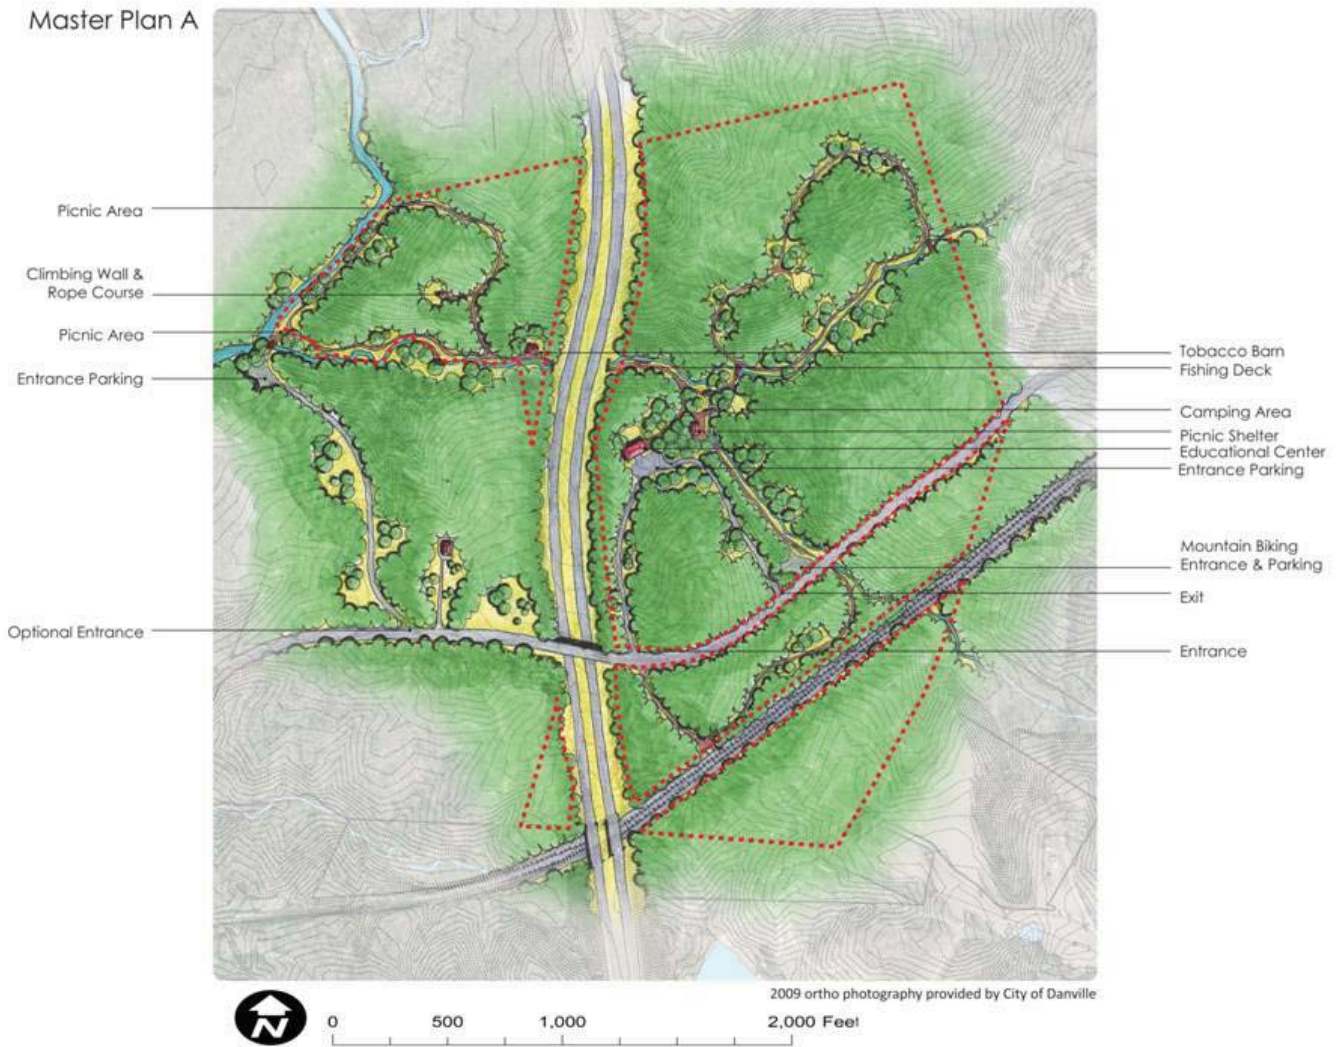 Master Plan A
Picnic Area
Climbing Wall &
Rope Course
Picnic Area
Entrance Parking
Optional Entrance
Tobacco Barn
Fishing Deck
Camping Area
Picnic Shelter
Educational Center
Entrance Parking
Mountain Biking
Entrance & Parking
Exit
Entrance
2009 ortho photography provided by City of Danville
N
0 500 1,000 2,000 Feet